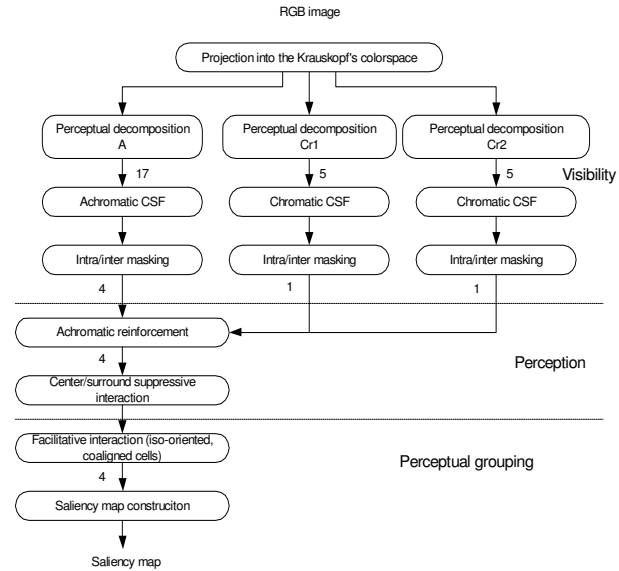 RGB image
Projection into the Krauskopf's colorspace
Perceptual decomposition
A
Perceptual decomposition
Cr1
Perceptual decomposition
Cr2
17
5
5
Visibility
Achromatic CSF
Chromatic CSF
Chromatic CSF
Intra/inter masking
Intra/inter masking
Intra/inter masking
4
1
1
Achromatic reinforcement
4
Perception
Center/surround suppressive
interaction
Facilitative interaction (iso-oriented,
coaligned cells)
Perceptual grouping
4
Saliency map construciton
Saliency map